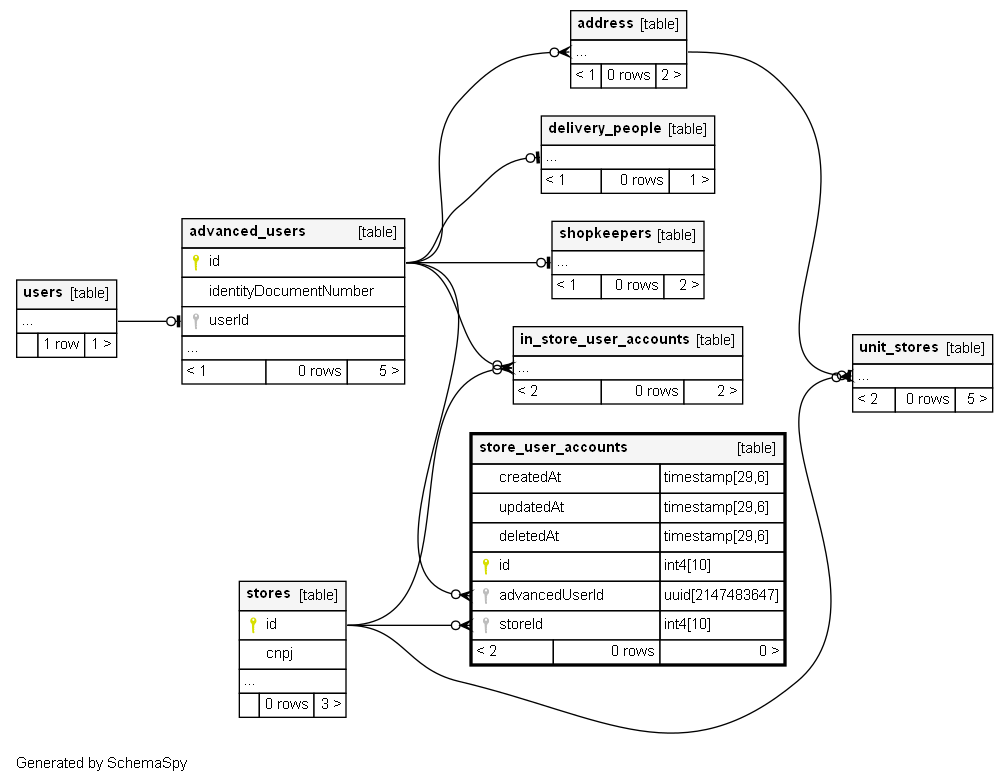 address [table]
...
< 1 0 rows 2 >
delivery_people [table]
...
< 1 0 rows 1 >
shopkeepers [table]
...
< 1 0 rows 2 >
advanced_users [table]
id
identityDocumentNumber
userId
...
< 1 0 rows 5 >
users [table]
...
1 row 1 >
in_store_user_accounts [table]
...
< 2 0 rows 2 >
unit_stores [table]
...
< 2 0 rows 5 >
store_user_accounts [table]
createdAt timestamp[29,6]
updatedAt timestamp[29,6]
deletedAt timestamp[29,6]
id int4[10]
advancedUserId uuid[2147483647]
storeId int4[10]
< 2 0 rows 0 >
stores [table]
id
cnpj
...
0 rows 3 >
Generated by SchemaSpy